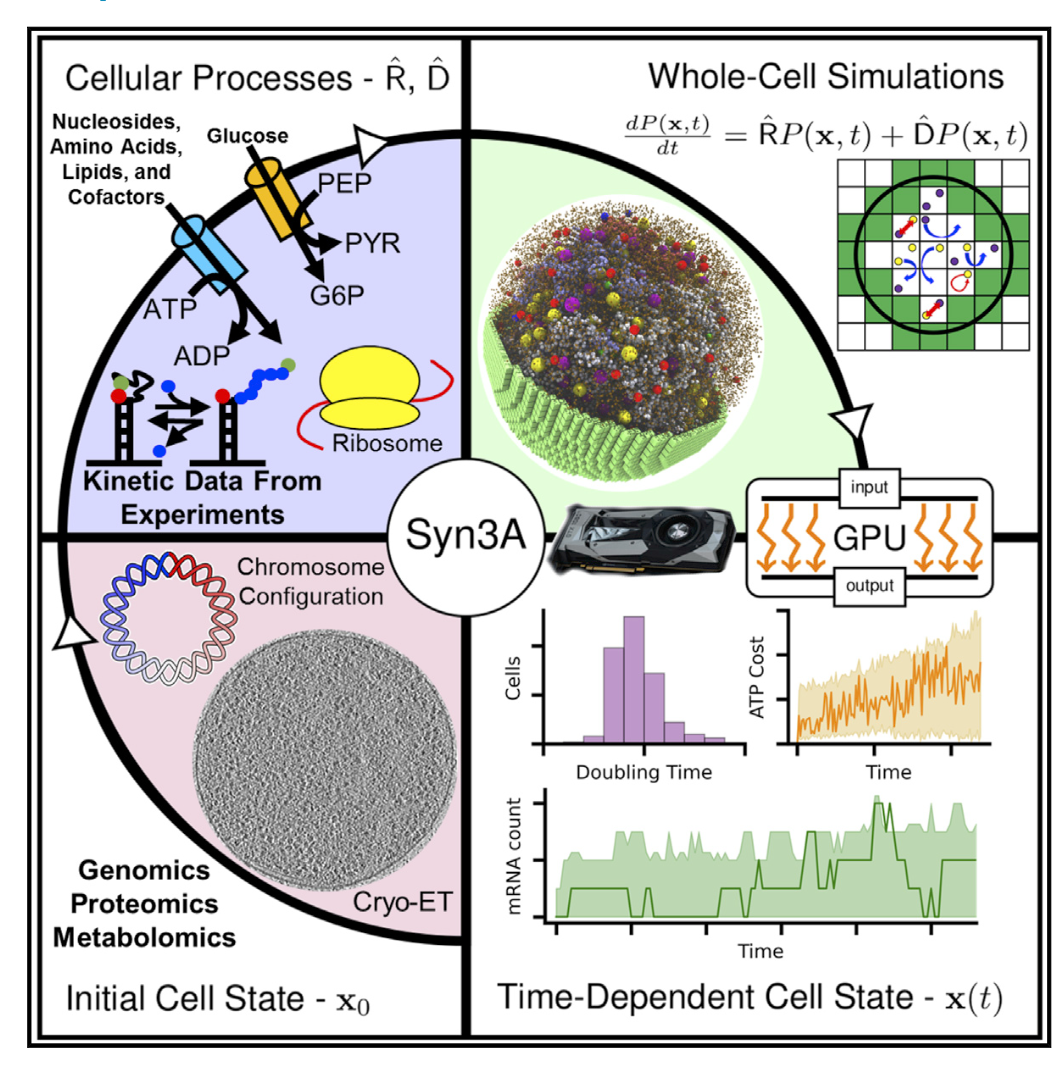 Cellular Processes - R̂, D̂
Nucleosides,
Amino Acids,
Lipids, and
Cofactors
Glucose
PEP
PYR
G6P
ATP
ADP
Ribosome
Kinetic Data From
Experiments
Whole-Cell Simulations
dP(x,t)/dt = R̂P(x, t) + D̂P(x, t)
Syn3A
input
GPU
output
Chromosome
Configuration
Cryo-ET
Genomics
Proteomics
Metabolomics
Initial Cell State - x₀
Cells
Doubling Time
ATP Cost
Time
mRNA count
Time
Time-Dependent Cell State - x(t)